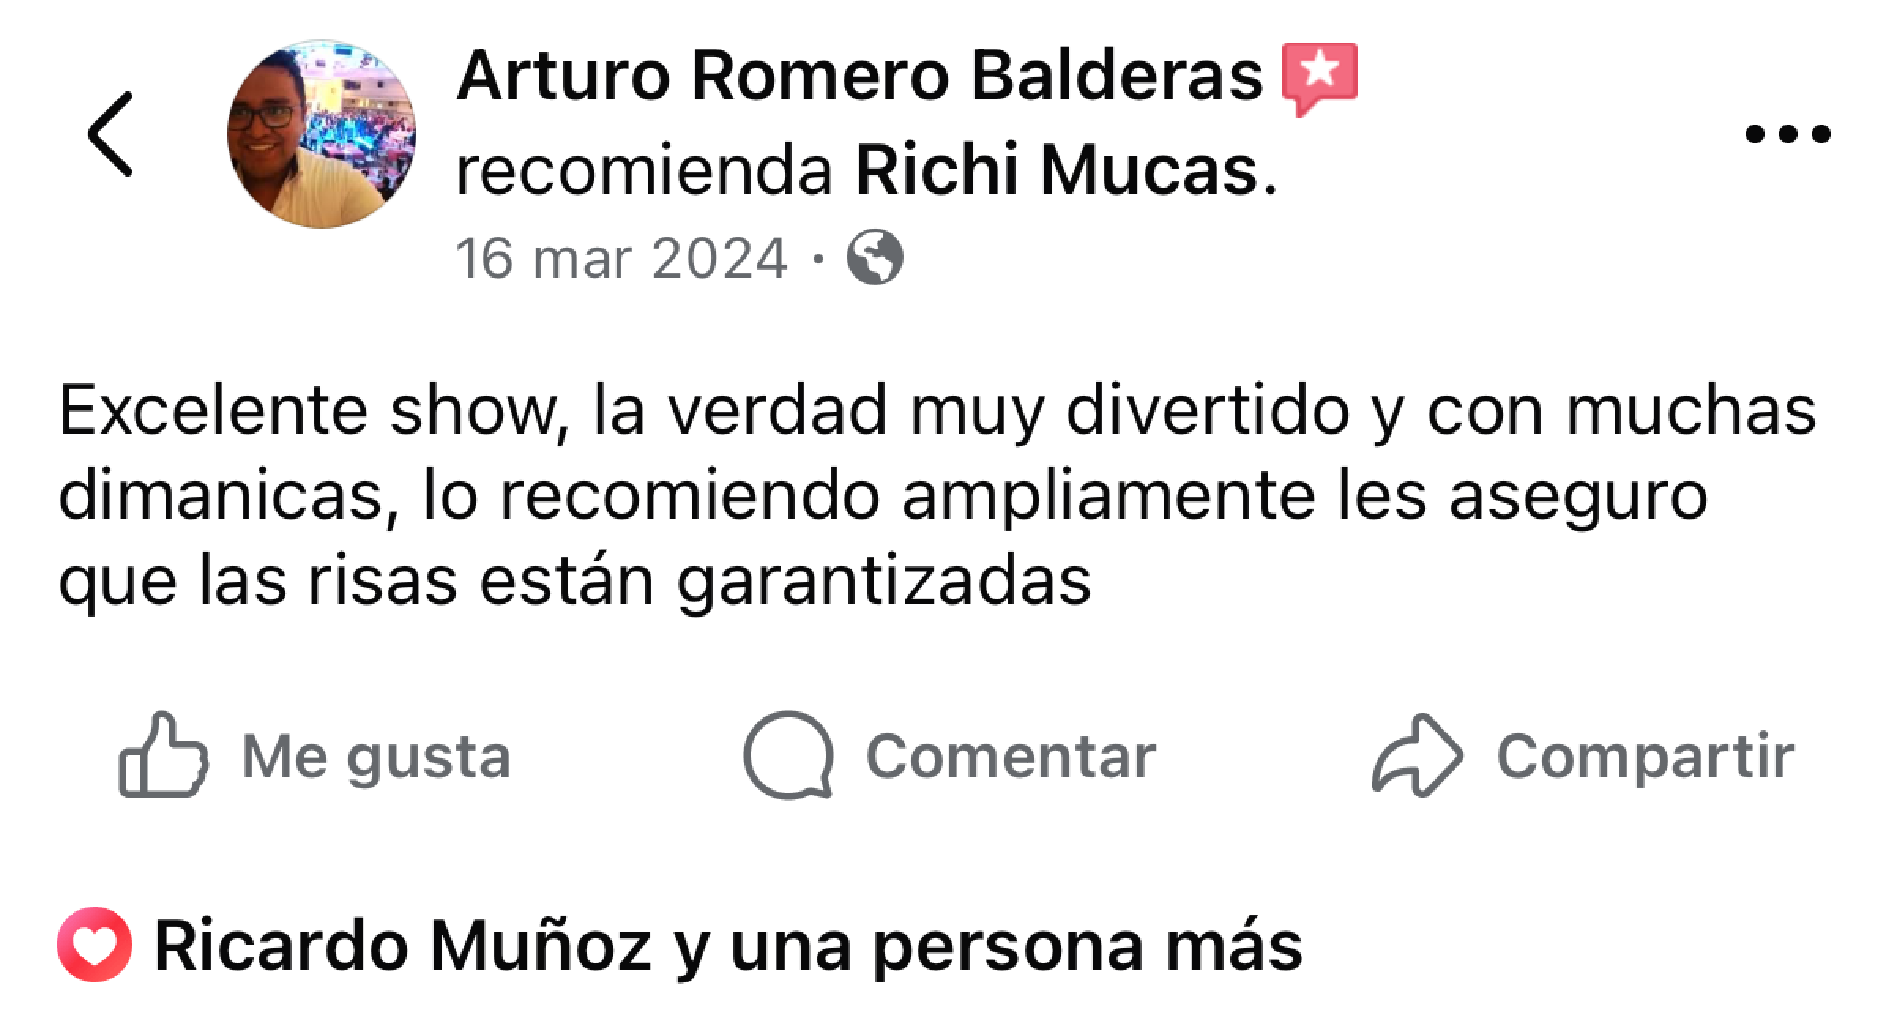 Arturo Romero Balderas
recomienda Richi Mucas.
16 mar 2024 ·
Excelente show, la verdad muy divertido y con muchas
dimanicas, lo recomiendo ampliamente les aseguro
que las risas están garantizadas
Me gusta
Comentar
Compartir
Ricardo Muñoz y una persona más